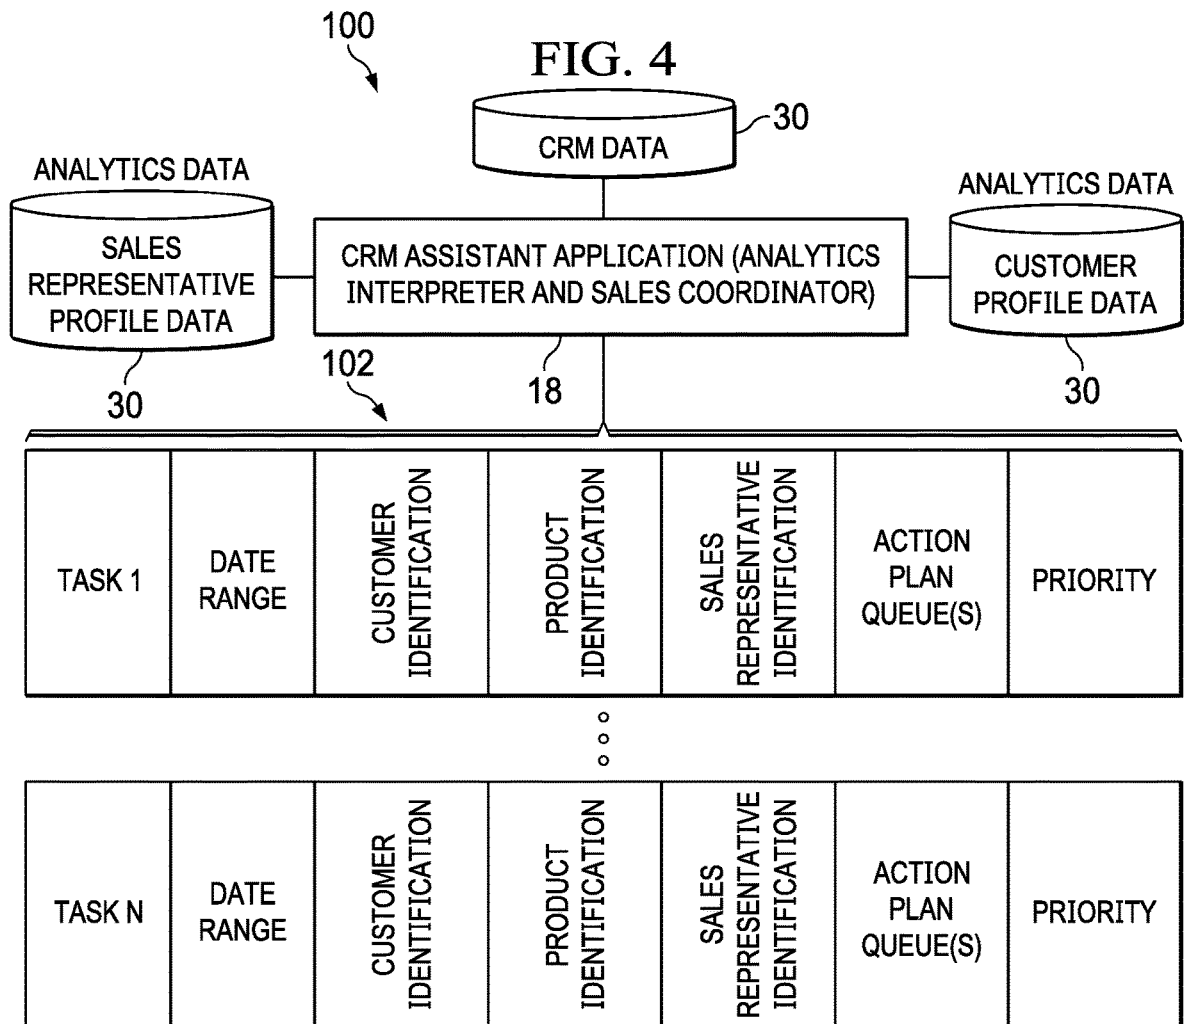 100
FIG. 4
CRM DATA
30
ANALYTICS DATA
SALES
REPRESENTATIVE
PROFILE DATA
30
CRM ASSISTANT APPLICATION (ANALYTICS
INTERPRETER AND SALES COORDINATOR)
18
ANALYTICS DATA
CUSTOMER
PROFILE DATA
30
102
TASK 1
DATE
RANGE
CUSTOMER
IDENTIFICATION
PRODUCT
IDENTIFICATION
SALES
REPRESENTATIVE
IDENTIFICATION
ACTION
PLAN
QUEUE(S)
PRIORITY
TASK N
DATE
RANGE
CUSTOMER
IDENTIFICATION
PRODUCT
IDENTIFICATION
SALES
REPRESENTATIVE
IDENTIFICATION
ACTION
PLAN
QUEUE(S)
PRIORITY